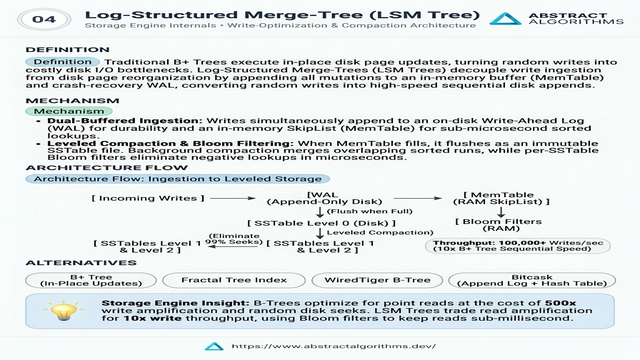 04
Log-Structured Merge-Tree (LSM Tree)
Storage Engine Internals • Write-Optimization & Compaction Architecture
ABSTRACT
ALGORITHMS
DEFINITION
Definition Traditional B+ Trees execute in-place disk page updates, turning random writes into
costly disk I/O bottlenecks. Log-Structured Merge-Trees (LSM Trees) decouple write ingestion
from disk page reorganization by appending all mutations to an in-memory buffer (MemTable)
and crash-recovery WAL, converting random writes into high-speed sequential disk appends.
MECHANISM
Mechanism
• Dual-Buffered Ingestion: Writes simultaneously append to an on-disk Write-Ahead Log
(WAL) for durability and an in-memory SkipList (MemTable) for sub-microsecond sorted
lookups.
• Leveled Compaction & Bloom Filtering: When MemTable fills, it flushes as an immutable
SSTable file. Background compaction merges overlapping sorted runs, while per-SSTable
Bloom filters eliminate negative lookups in microseconds.
ARCHITECTURE FLOW
Architecture Flow: Ingestion to Leveled Storage
[ Incoming Writes ]
[WAL
(Append-Only Disk)
[ MemTable
(RAM SkipList) ]
(Flush when Full)
[ SSTable Level 0 (Disk) ]
[ Bloom Filters
(RAM)
(Leveled Compaction)
[ SSTables Level 1
& Level 2 ]
(Eliminate
99% Seeks)
[ SSTables Level 1
& Level 2 ]
Throughput: 100,000+ Writes/sec
(10x B+ Tree Sequential Speed)
ALTERNATIVES
B+ Tree
(In-Place Updates)
Fractal Tree Index
WiredTiger B-Tree
Bitcask
(Append Log + Hash Table)
Storage Engine Insight: B-Trees optimize for point reads at the cost of 500x
write amplification and random disk seeks. LSM Trees trade read amplification
for 10x write throughput, using Bloom filters to keep reads sub-millisecond.
https://www.abstractalgorithms.dev/